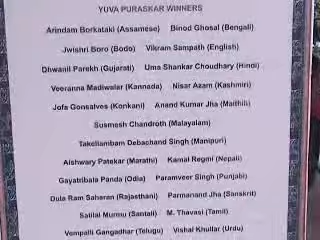 YUVA PURASKAR WINNERS
Arindam Borkataki (Assamese) Binod Ghosal (Bengali)
Jwishri Boro (Bodo) Vikram Sampath (English)
Dhwanil Parekh (Gujarati) Uma Shankar Choudhary (Hindi)
Veeranna Madiwalar (Kannada) Nisar Azam (Kashmiri)
Jofa Gonsalves (Konkani) Anand Kumar Jha (Maithili)
Susmesh Chandroth (Malayalam)
Takellambam Debachand Singh (Manipuri)
Aishwary Patekar (Marathi) Kamal Regmi (Nepali)
Gayatribala Panda (Odia) Paramveer Singh (Punjabi)
Dula Ram Saharan (Rajasthani) Parmanand Jha (Sanskrit)
Salilai Murmu (Santali) M. Thavasi (Tamil)
Vempalli Gangadhar (Telugu) Vishal Khullar (Urdu)